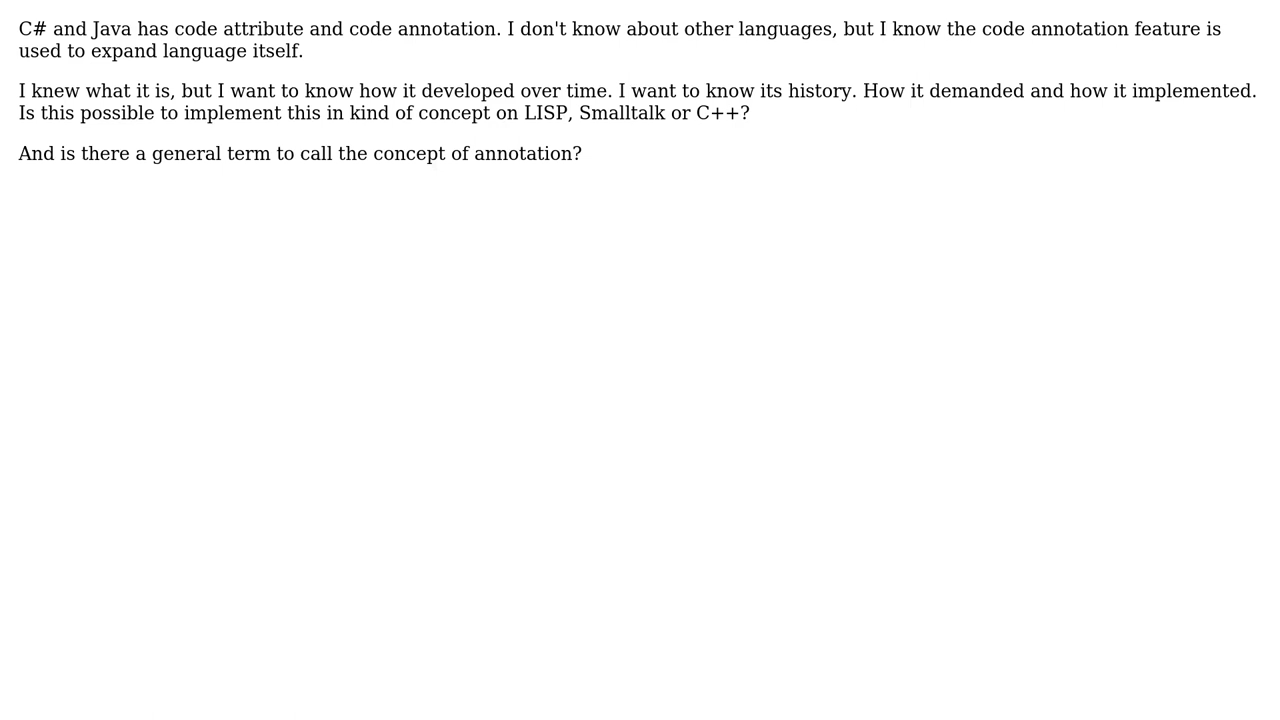 C# and Java has code attribute and code annotation. I don't know about other languages, but I know the code annotation feature is
used to expand language itself.
I knew what it is, but I want to know how it developed over time. I want to know its history. How it demanded and how it implemented.
Is this possible to implement this in kind of concept on LISP, Smalltalk or C++?
And is there a general term to call the concept of annotation?